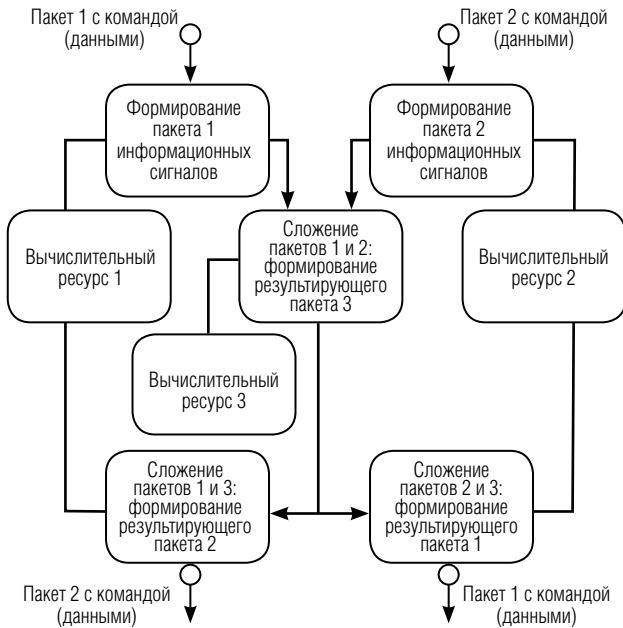 Пакет 1 с командой
(данными)
Пакет 2 с командой
(данными)
Формирование
пакета 1
информационных
сигналов
Формирование
пакета 2
информационных
сигналов
Вычислительный
ресурс 1
Сложение
пакетов 1 и 2:
формирование
результирующего
пакета 3
Вычислительный
ресурс 2
Вычислительный
ресурс 3
Сложение
пакетов 1 и 3:
формирование
результирующего
пакета 2
Сложение
пакетов 2 и 3:
формирование
результирующего
пакета 1
Пакет 2 с командой
(данными)
Пакет 1 с командой
(данными)